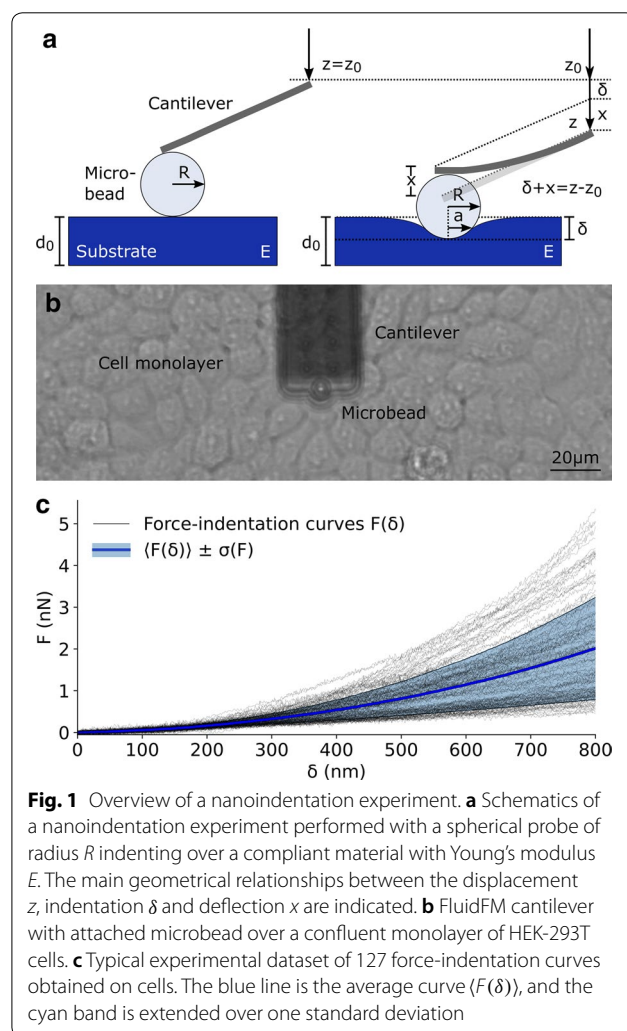 a
z=z₀
Cantilever
Micro-
bead
R
d₀
Substrate
E
z₀
δ
x
z
x
R
δ+x=z-z₀
a
d₀
δ
E
b
Cantilever
Cell monolayer
Microbead
20μm
c
Force-indentation curves F(δ)
⟨F(δ)⟩ ± σ(F)
F (nN)
5
4
3
2
1
0
0 100 200 300 400 500 600 700 800
δ (nm)
Fig. 1 Overview of a nanoindentation experiment. a Schematics of
a nanoindentation experiment performed with a spherical probe of
radius R indenting over a compliant material with Young's modulus
E. The main geometrical relationships between the displacement
z, indentation δ and deflection x are indicated. b FluidFM cantilever
with attached microbead over a confluent monolayer of HEK-293T
cells. c Typical experimental dataset of 127 force-indentation curves
obtained on cells. The blue line is the average curve ⟨F(δ)⟩, and the
cyan band is extended over one standard deviation